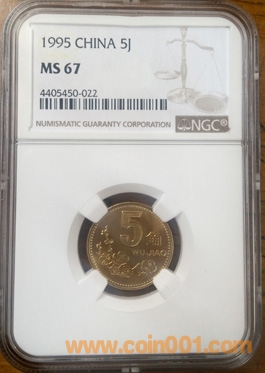 1995 CHINA 5J
MS 67
4405450-022
NUMISMATIC GUARANTY CORPORATION
NGC®
5角
WU JIAO
www.coin001.com